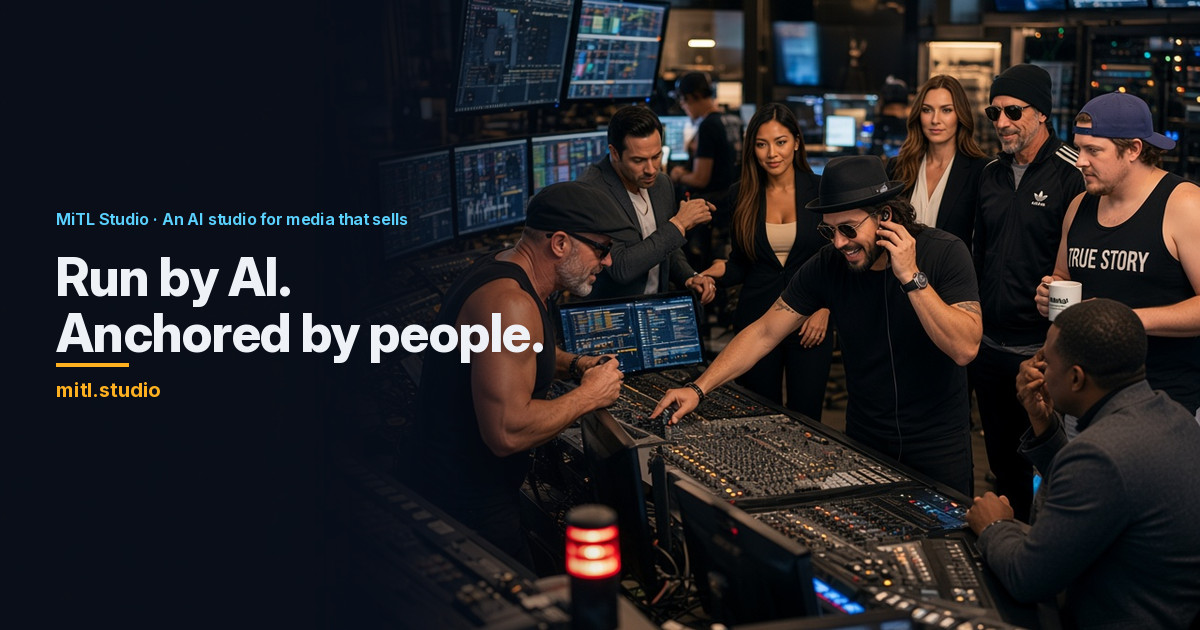 MiTL Studio · An AI studio for media that sells
Run by AI.
Anchored by people.
mitl.studio
TRUE STORY